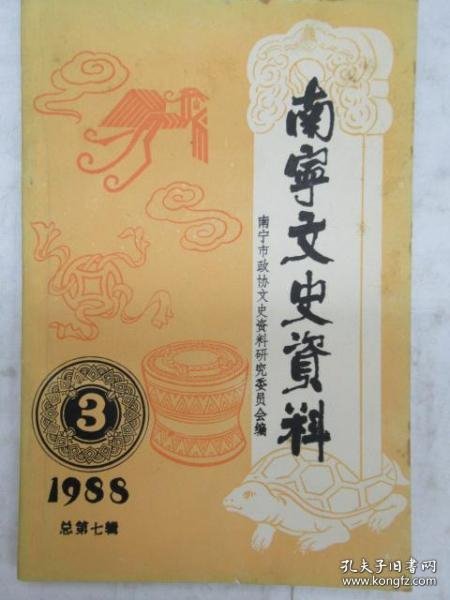 南宁文史資料
南宁市政协文史资料研究委员会编
3
1988
总第七辑
孔夫子旧书网
www.kongfz.com